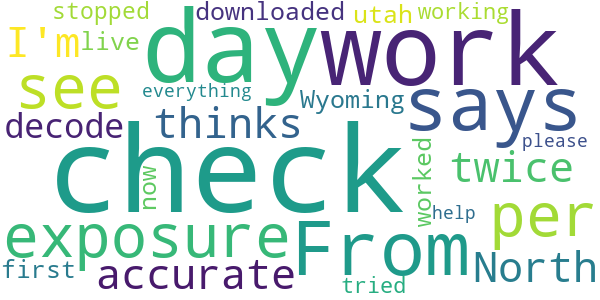 stopped downloaded utah working
I'm live day work
see everything Wyoming says
decode thinks please
check now worked twice
exposure From help per
first accurate tried North